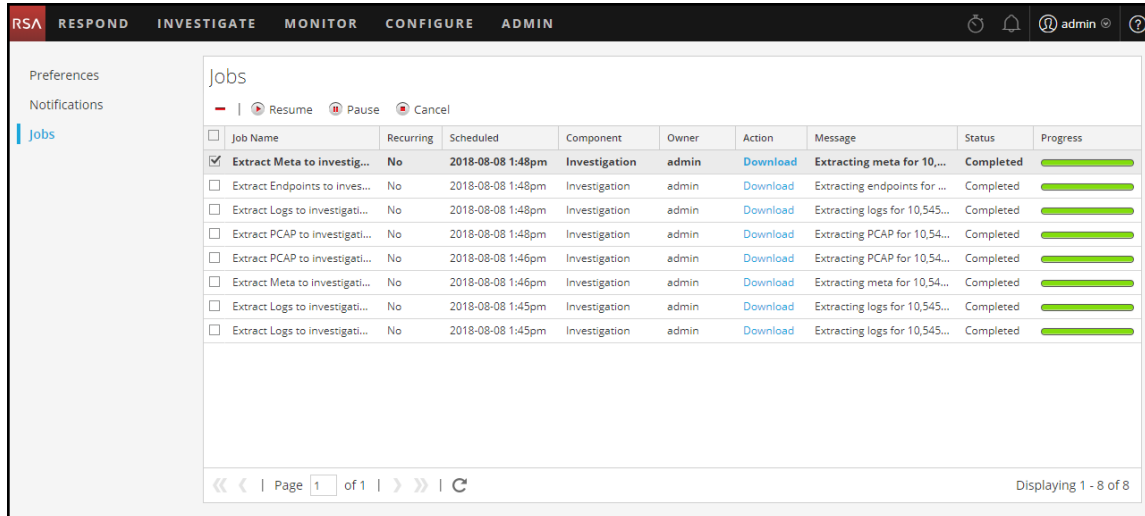 RSA RESPOND INVESTIGATE MONITOR CONFIGURE ADMIN admin
Preferences
Notifications
Jobs
Jobs
Resume Pause Cancel
Job Name Recurring Scheduled Component Owner Action Message Status Progress
Extract Meta to investig... No 2018-08-08 1:48pm Investigation admin Download Extracting meta for 10,... Completed
Extract Endpoints to inves... No 2018-08-08 1:48pm Investigation admin Download Extracting endpoints for ... Completed
Extract Logs to investigati... No 2018-08-08 1:48pm Investigation admin Download Extracting logs for 10,545... Completed
Extract PCAP to investigati... No 2018-08-08 1:48pm Investigation admin Download Extracting PCAP for 10,54... Completed
Extract PCAP to investigati... No 2018-08-08 1:46pm Investigation admin Download Extracting PCAP for 10,54... Completed
Extract Meta to investigati... No 2018-08-08 1:46pm Investigation admin Download Extracting meta for 10,54... Completed
Extract Logs to investigati... No 2018-08-08 1:45pm Investigation admin Download Extracting logs for 10,545... Completed
Extract Logs to investigati... No 2018-08-08 1:45pm Investigation admin Download Extracting logs for 10,545... Completed
Page 1 of 1 Displaying 1 - 8 of 8